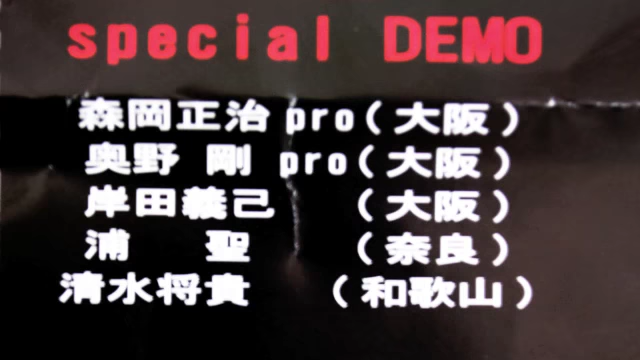 special DEMO
森岡正治 pro(大阪)
奥野 剛 pro(大阪)
岸田義己 (大阪)
浦 聖 (奈良)
清水将貴 (和歌山)